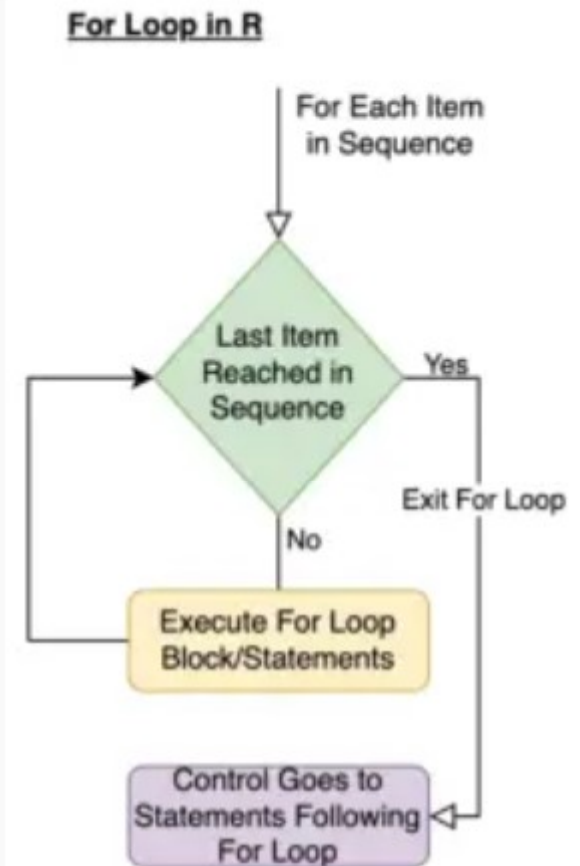 For Loop in R
For Each Item
in Sequence
Last Item
Reached in
Sequence
Yes
Exit For Loop
No
Execute For Loop
Block/Statements
Control Goes to
Statements Following
For Loop